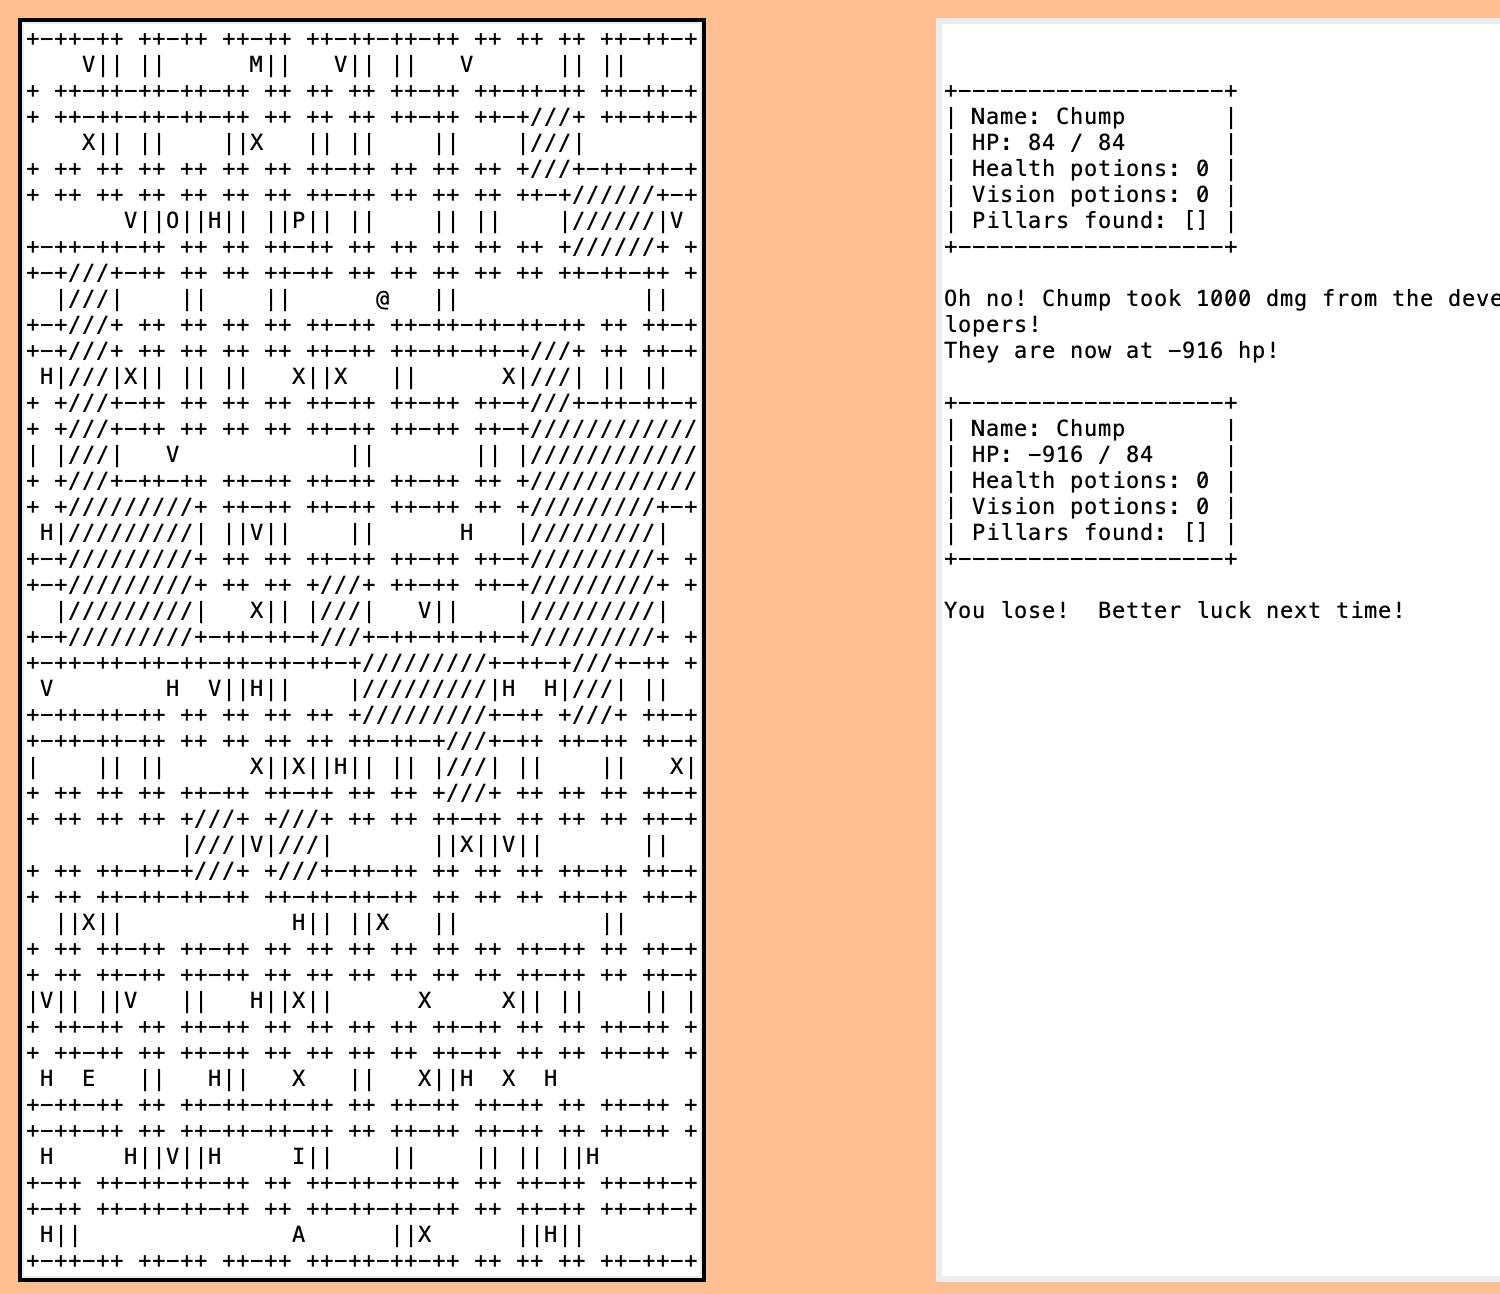 +-++-++ ++-++ ++-++ ++-++-++-++ ++ ++ ++ ++-++-+
    V|| ||      M||   V|| ||   V      || ||
+ ++-++-++-++-++ ++ ++ ++ ++-++ ++-++-++ ++-++-+
+ ++-++-++-++-++ ++ ++ ++ ++-++ ++-+///+ ++-++-+
    X|| ||    ||X   || ||    ||    |///|
+ ++ ++ ++ ++ ++ ++-++ ++ ++ ++ ++ +///+-++-++-+
+ ++ ++ ++ ++ ++ ++-++ ++ ++ ++ ++ ++-+//////+-+
       V||O||H|| ||P|| ||    || ||    |//////|V
+-++-++-++ ++ ++ ++-++ ++ ++ ++ ++ ++ +//////+ +
+-+///+-++ ++ ++ ++-++ ++ ++ ++ ++ ++ ++-++-++ +
  |///|    ||    ||      @   ||             ||
+-+///+ ++ ++ ++ ++ ++-++ ++-++-++-++-++ ++ ++-+
+-+///+ ++ ++ ++ ++ ++-++ ++-++-++-+///+ ++ ++-+
 H|///|X|| || ||   X||X   ||      X|///| || ||
+ +///+-++ ++ ++ ++-++ ++-++-++ ++-+///+-++-++-+
+ +///+-++ ++ ++ ++-++ ++-++-++ ++-+////////////
| |///|   V            ||       || |////////////
+ +///+-++-++ ++-++ ++-++ ++-++-++ +////////////
+ +/////////+ ++-++ ++-++ ++-++-++ +/////////+-+
 H|/////////| ||V||    ||      H   |/////////|
+-+/////////+ ++-++ ++-++ ++-++ ++-+/////////+ +
+-+/////////+ ++ ++ +///+ ++-++ ++-+/////////+ +
  |/////////|   X|| |///|   V||    |/////////|
+-+/////////+-++-++-+///+-++-++-++-+/////////+ +
+-++-++-++-++-++-++-+/////////+-++-+///+-++ +
 V        H  V||H||    |/////////|H  H|///| ||
+-++-++-++ ++ ++ ++ ++ +/////////+-++ +///+ ++-+
+-++-++-++ ++ ++ ++ ++ ++-++-+///+-++ ++-++ ++-+
|    || ||      X||X||H|| || |///| ||    ||   X|
+ ++ ++ ++ ++-++ ++-++ ++ ++ +///+ ++ ++ ++ ++-+
+ ++ ++ ++ +///+ +///+ ++ ++ ++-++ ++ ++ ++ ++-+
           |///|V|///|       ||X||V||       ||
+ ++ ++-++-+///+ +///+-++-++ ++ ++ ++ ++-++ ++-+
+ ++ ++-++-++-++ ++-++-++-++ ++ ++ ++ ++-++ ++-+
  ||X||            H|| ||X   ||          ||
+ ++ ++-++ ++-++ ++ ++ ++ ++ ++ ++ ++-++ ++ ++-+
+ ++ ++-++ ++-++ ++ ++ ++ ++ ++ ++ ++-++ ++ ++-+
|V|| ||V   ||   H||X||      X     X|| ||    || |
+ ++-++ ++ ++-++ ++ ++ ++ ++ ++-++ ++ ++ ++-++ +
+ ++-++ ++ ++-++ ++ ++ ++ ++ ++-++ ++ ++ ++-++ +
 H  E   ||   H||   X   ||   X||H  X  H
+-++-++ ++ ++-++-++-++ ++ ++-++ ++-++ ++ ++-++ +
+-++-++ ++ ++-++-++-++ ++ ++-++ ++-++ ++ ++-++ +
 H     H||V||H     I||    ||    || || ||H
+-++ ++-++-++-++ ++ ++-++-++-++ ++ ++-++ ++-++-+
+-++ ++-++-++-++ ++ ++-++-++-++ ++ ++-++ ++-++-+
 H||               A      ||X      ||H||
+-++-++ ++-++ ++-++ ++-++-++-++ ++ ++ ++ ++-++-+
+-------------------+
| Name: Chump       |
| HP: 84 / 84       |
| Health potions: 0 |
| Vision potions: 0 |
| Pillars found: [] |
+-------------------+
Oh no! Chump took 1000 dmg from the deve
lopers!
They are now at -916 hp!
+-------------------+
| Name: Chump       |
| HP: -916 / 84     |
| Health potions: 0 |
| Vision potions: 0 |
| Pillars found: [] |
+-------------------+
You lose!  Better luck next time!